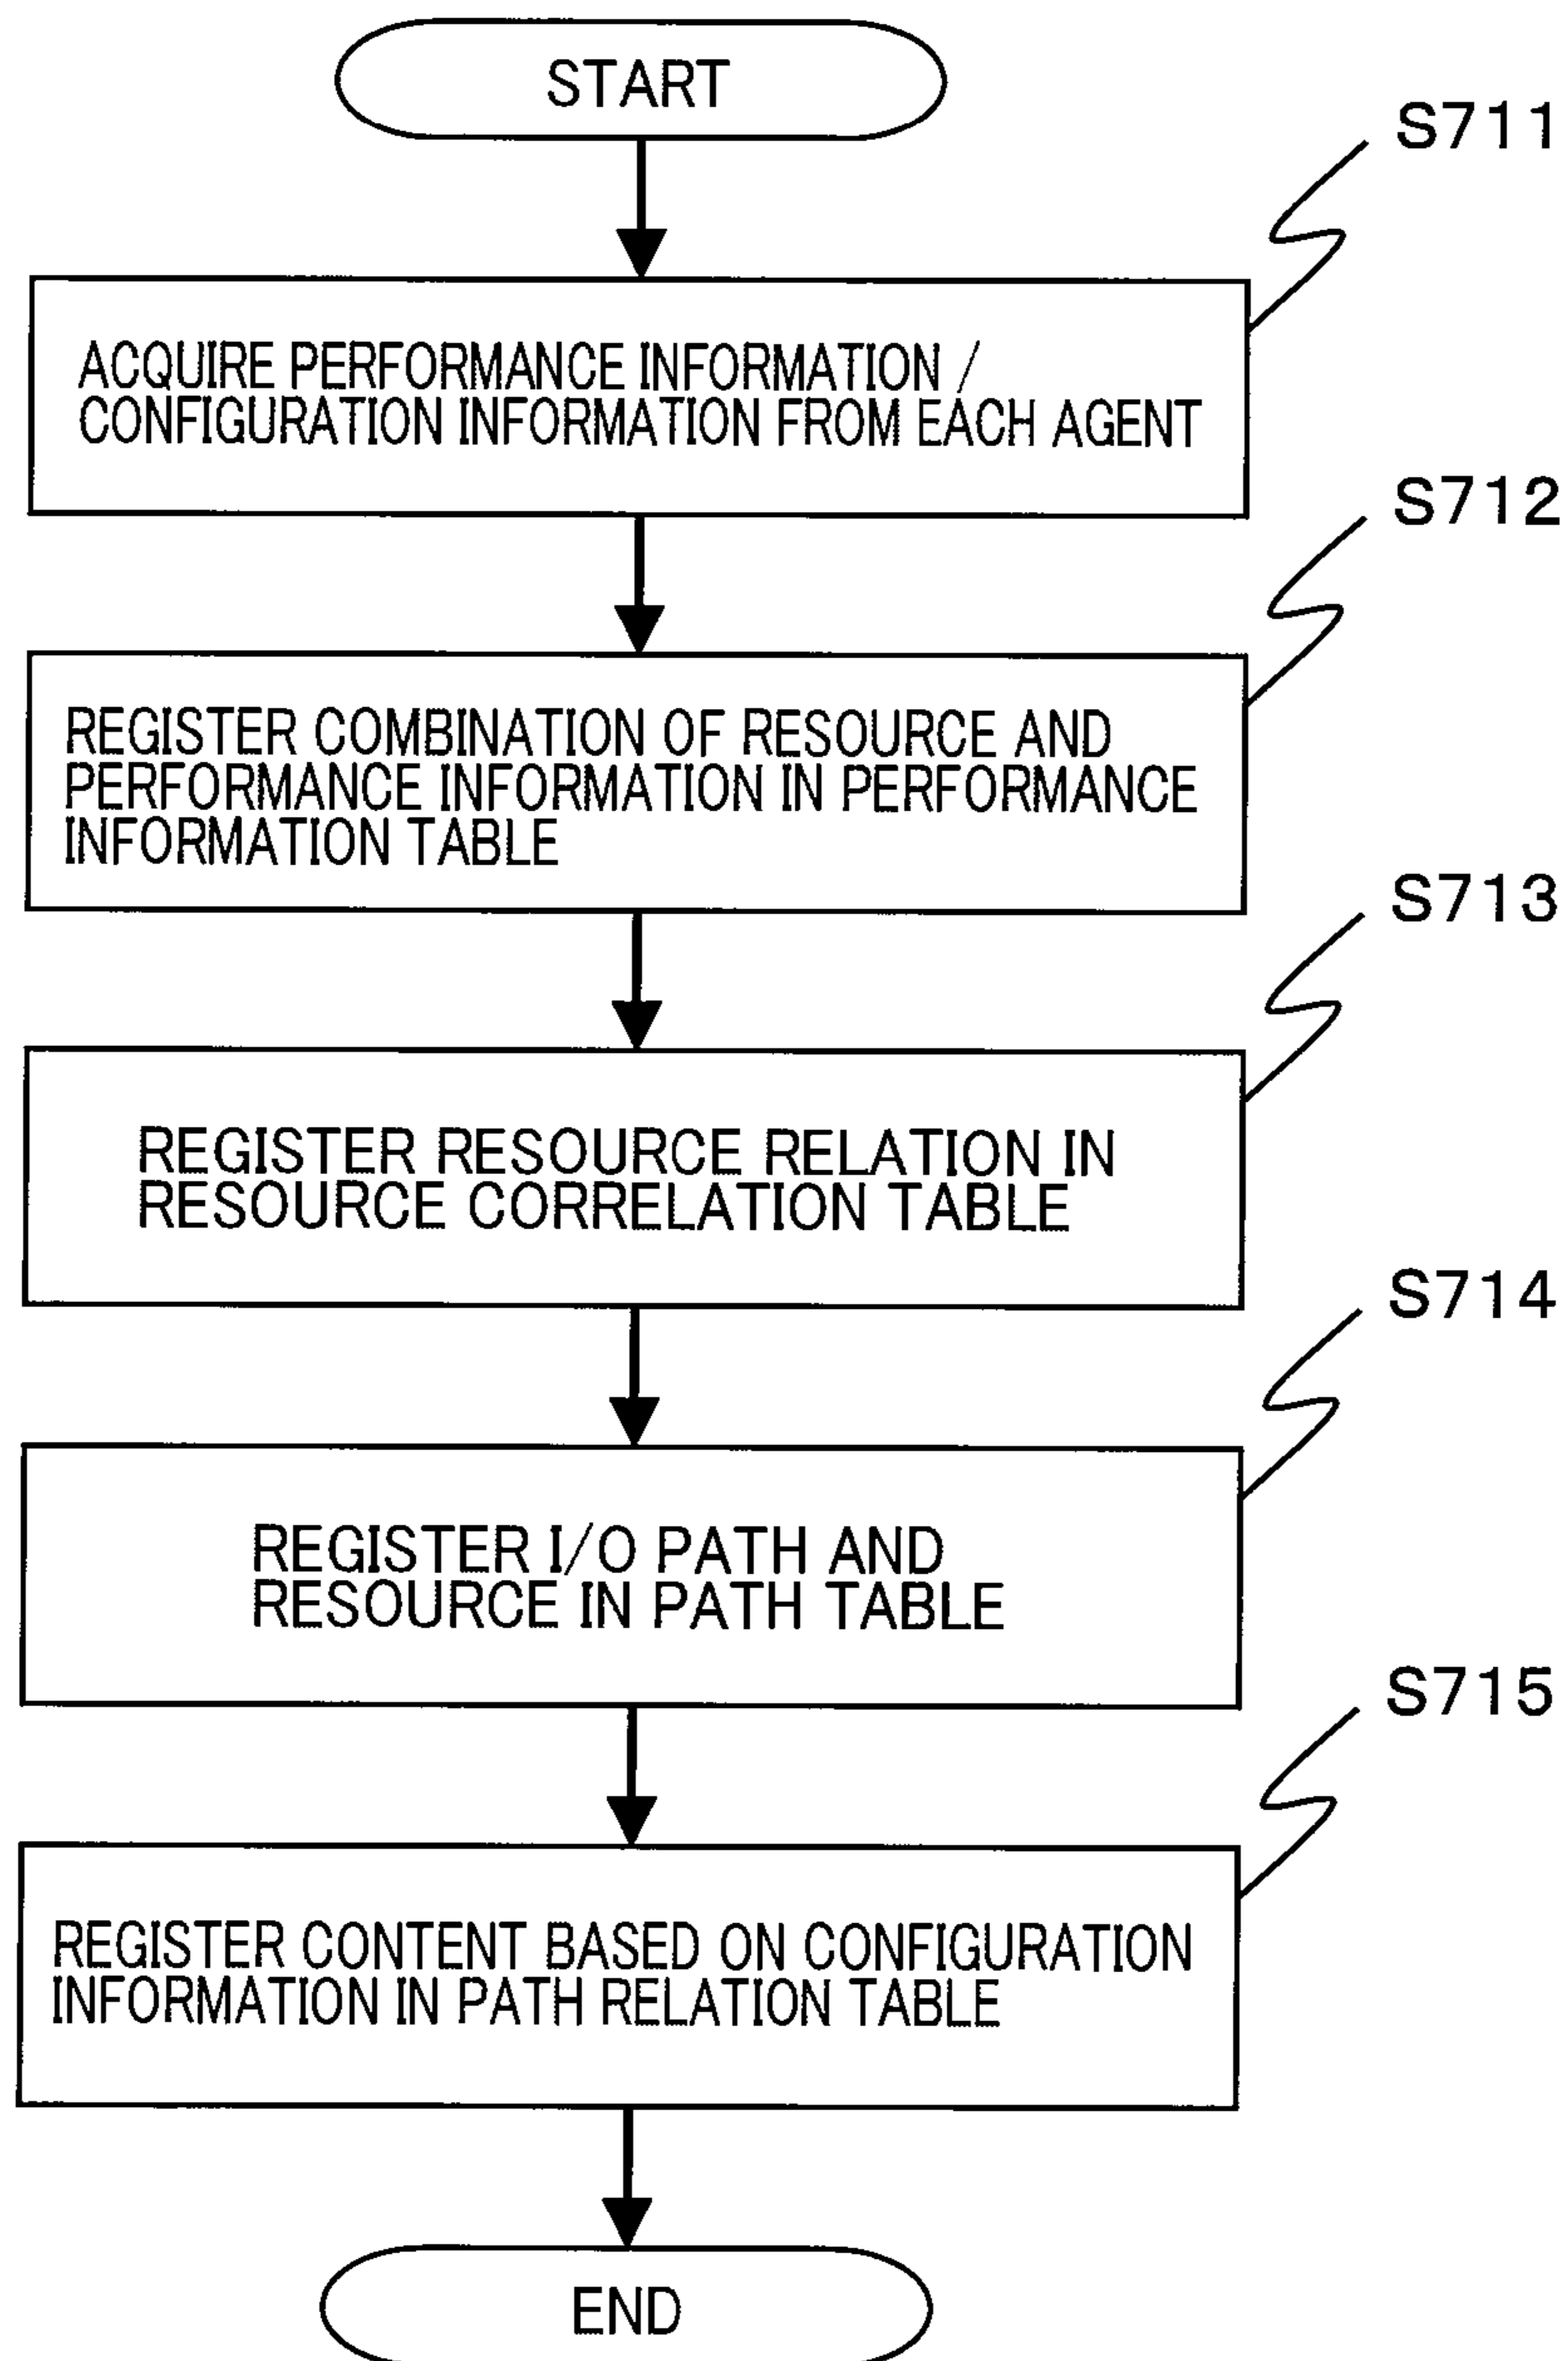 START
S711
ACQUIRE PERFORMANCE INFORMATION /
CONFIGURATION INFORMATION FROM EACH AGENT
S712
REGISTER COMBINATION OF RESOURCE AND
PERFORMANCE INFORMATION IN PERFORMANCE
INFORMATION TABLE
S713
REGISTER RESOURCE RELATION IN
RESOURCE CORRELATION TABLE
S714
REGISTER I/O PATH AND
RESOURCE IN PATH TABLE
S715
REGISTER CONTENT BASED ON CONFIGURATION
INFORMATION IN PATH RELATION TABLE
END